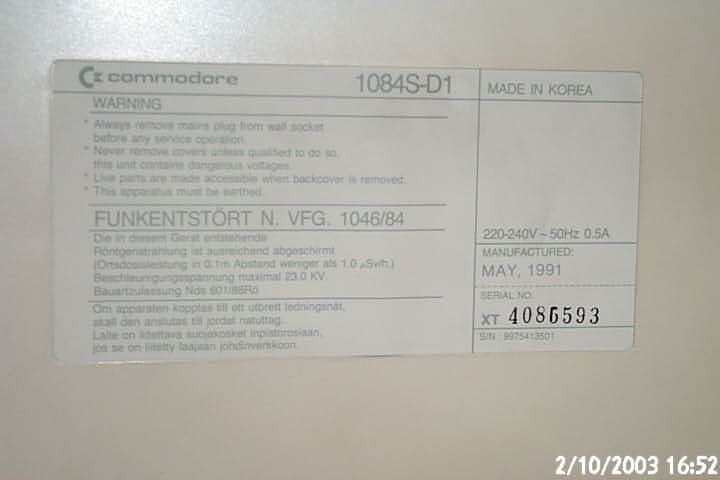 commodore 1084S-D1
WARNING
* Always remove mains plug from wall socket
before any service operation.
* Never remove covers unless qualified to do so,
this unit contains dangerous voltages.
* Live parts are made accessible when backcover is removed.
* This apparatus must be earthed.
FUNKENTSTÖRT N. VFG. 1046/84
Die in diesem Gerät entstehende
Röntgenstrahlung ist ausreichend abgeschirmt
(Ortsdosisleistung in 0.1m Abstand weniger als 1.0 µSv/h.)
Beschleunigungsspannung maximal 23.0 KV.
Bauartzulassung Nds 601/88Rö
Om apparaten kopplas till ett utbrett ledningsnät,
skall den anslutas till jordet natuttag.
Laite on liitettava suojakosket inpistorosiaan,
jos se on liitetty laajaan johdinverkkoon.
MADE IN KOREA
220-240V ~ 50Hz 0.5A
MANUFACTURED:
MAY, 1991
SERIAL NO.
XT 4086593
S/N : 9975413501
2/10/2003 16:52